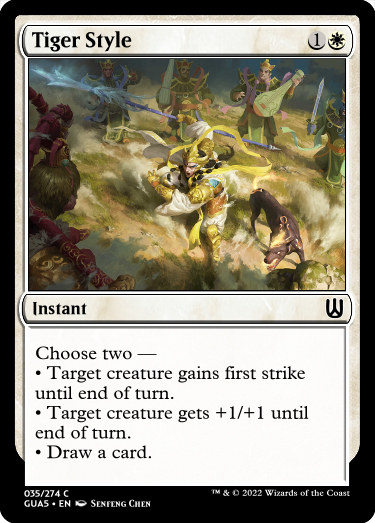 Tiger Style 1
Instant
Choose two —
• Target creature gains first strike
until end of turn.
• Target creature gets +1/+1 until
end of turn.
• Draw a card.
035/274 C
GUA5 • EN Senfeng Chen
™ & © 2022 Wizards of the Coast